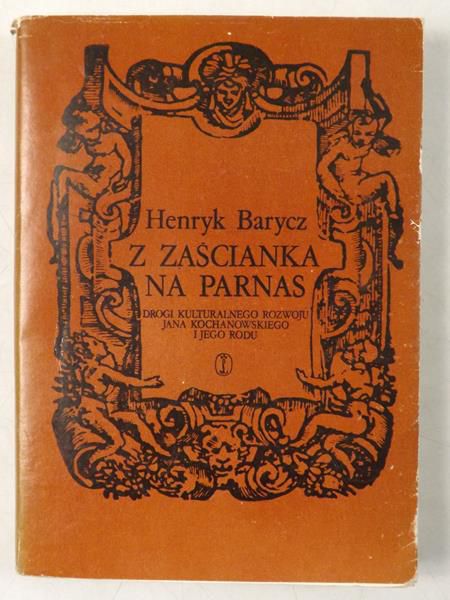 Henryk Barycz
Z ZAŚCIANKA
NA PARNAS
DROGI KULTURALNEGO ROZWOJU
JANA KOCHANOWSKIEGO
I JEGO RODU